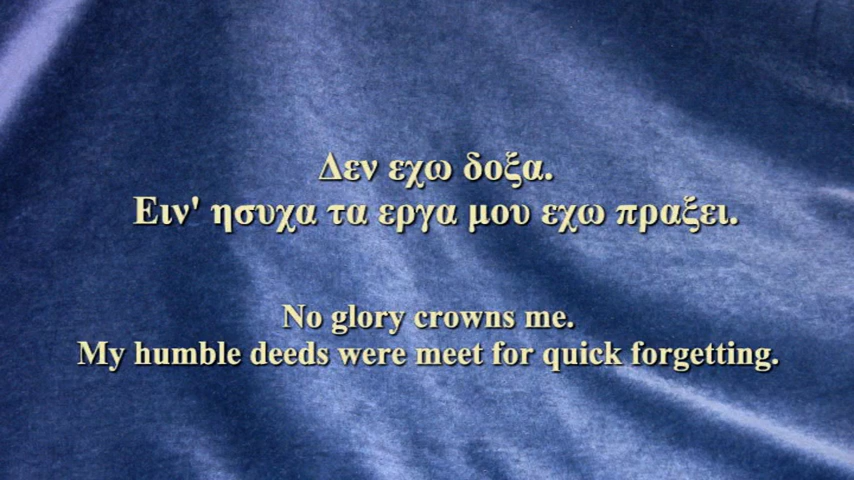 Δεν εχω δοξα.
Ειν' ησυχα τα εργα μου εχω πραξει.
No glory crowns me.
My humble deeds were meet for quick forgetting.